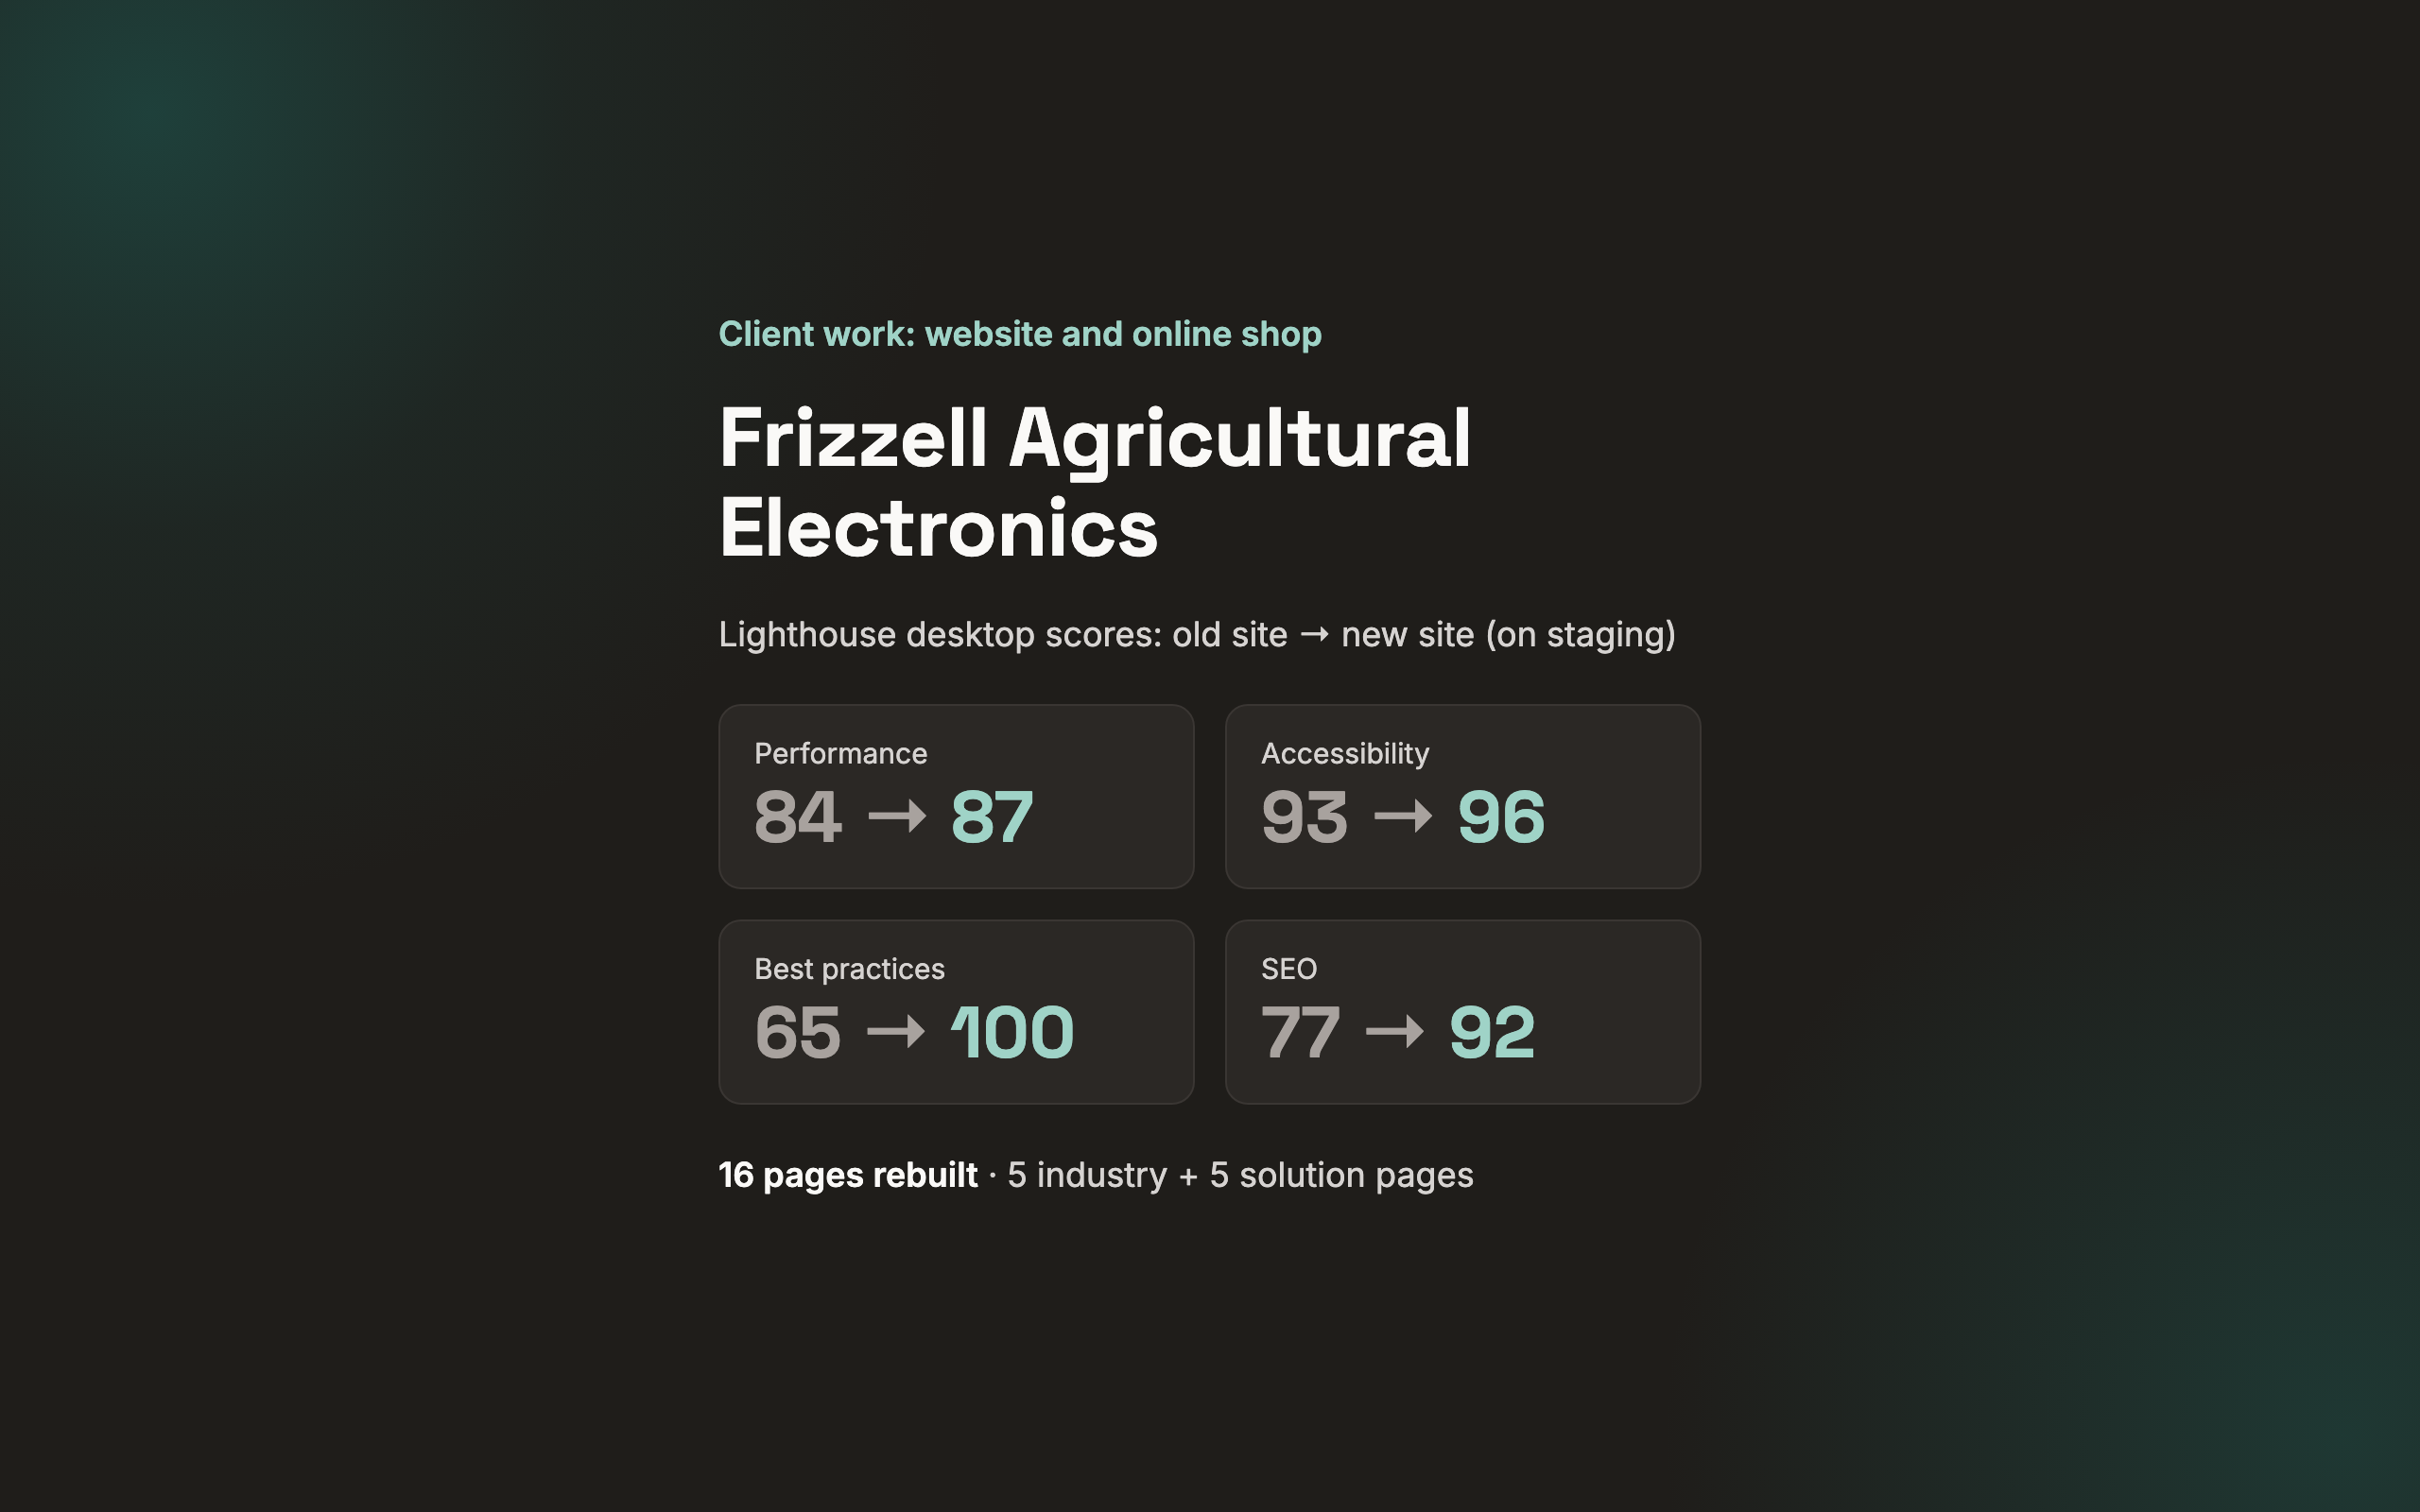 Client work: website and online shop
Frizzell Agricultural
Electronics
Lighthouse desktop scores: old site → new site (on staging)
Performance
84 → 87
Accessibility
93 → 96
Best practices
65 → 100
SEO
77 → 92
16 pages rebuilt · 5 industry + 5 solution pages